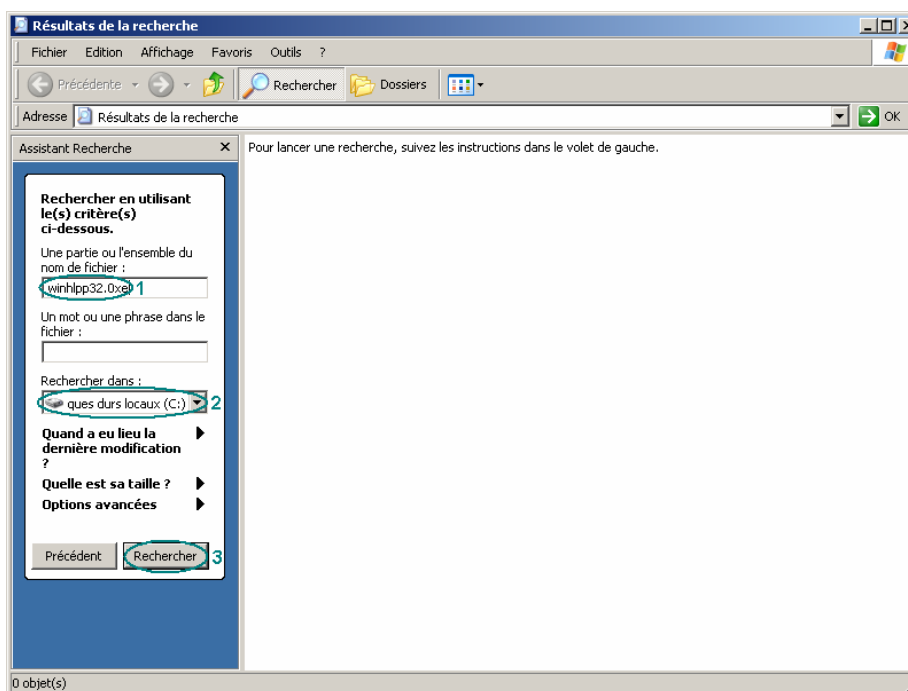 Résultats de la recherche
Fichier Edition Affichage Favoris Outils ?
Précédente Rechercher Dossiers
Adresse Résultats de la recherche OK
Assistant Recherche
Pour lancer une recherche, suivez les instructions dans le volet de gauche.
Rechercher en utilisant
le(s) critère(s)
ci-dessous.
Une partie ou l'ensemble du
nom de fichier :
winhlpp32.0xe 1
Un mot ou une phrase dans le
fichier :
Rechercher dans :
ques durs locaux (C:) 2
Quand a eu lieu la
dernière modification
?
Quelle est sa taille ?
Options avancées
Précédent Rechercher 3
0 objet(s)